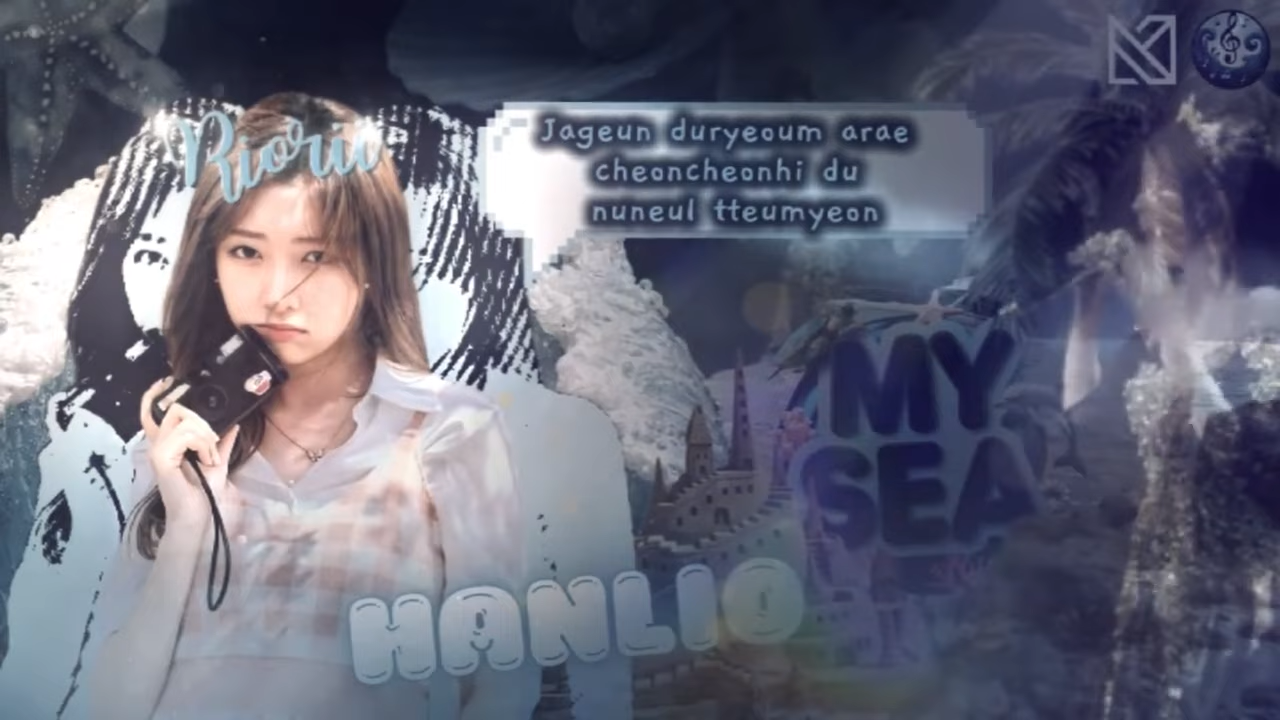 Riorii
Jageun duryeoum arae
cheoncheonhi du
nuneul tteumyeon
MY
SEA
HANLIO